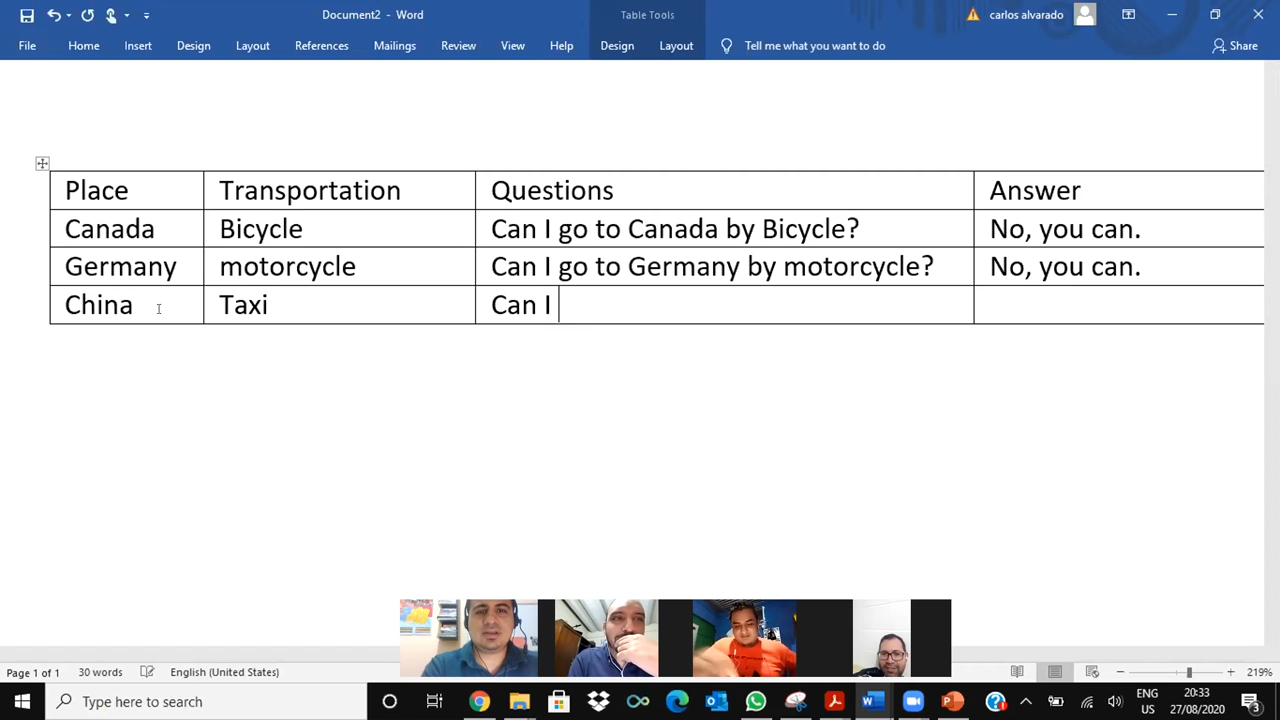 Document2 - Word
Table Tools
carlos alvarado
File Home Insert Design Layout References Mailings Review View Help Design Layout Tell me what you want to do Share
Place Transportation Questions Answer
Canada Bicycle Can I go to Canada by Bicycle? No, you can.
Germany motorcycle Can I go to Germany by motorcycle? No, you can.
China Taxi Can I
Page 1 of 1 30 words English (United States) 219%
Type here to search
ENG
US
20:33
27/08/2020
3